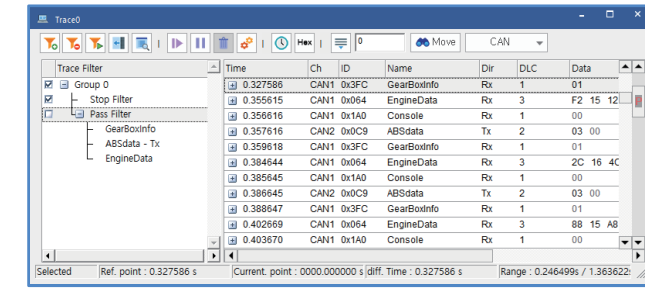 Trace0
Hex 0 Move CAN
Trace Filter Time Ch ID Name Dir DLC Data
Group 0 0.327586 CAN1 0x3FC GearBoxInfo Rx 1 01
Stop Filter 0.355615 CAN1 0x064 EngineData Rx 3 F2 15 12
Pass Filter 0.356616 CAN1 0x1A0 Console Rx 1 00
GearBoxInfo 0.357616 CAN2 0x0C9 ABSdata Tx 2 03 00
ABSdata - Tx 0.359618 CAN1 0x3FC GearBoxInfo Rx 1 01
EngineData 0.384644 CAN1 0x064 EngineData Rx 3 2C 16 4C
0.385645 CAN1 0x1A0 Console Rx 1 00
0.386645 CAN2 0x0C9 ABSdata Tx 2 03 00
0.388647 CAN1 0x3FC GearBoxInfo Rx 1 01
0.402669 CAN1 0x064 EngineData Rx 3 88 15 A8
0.403670 CAN1 0x1A0 Console Rx 1 00
Selected Ref. point : 0.327586 s Current. point : 0000.000000 s diff. Time : 0.327586 s Range : 0.246499s / 1.363622s